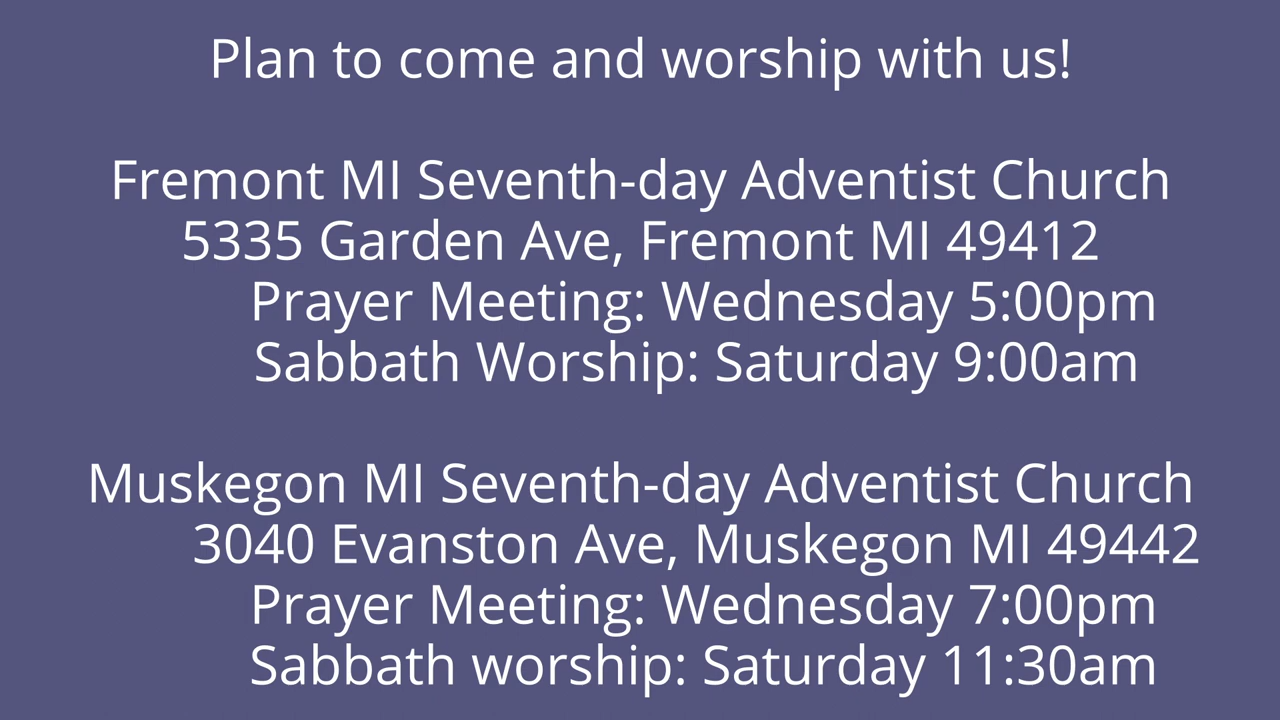 Plan to come and worship with us!
Fremont MI Seventh-day Adventist Church
5335 Garden Ave, Fremont MI 49412
Prayer Meeting: Wednesday 5:00pm
Sabbath Worship: Saturday 9:00am
Muskegon MI Seventh-day Adventist Church
3040 Evanston Ave, Muskegon MI 49442
Prayer Meeting: Wednesday 7:00pm
Sabbath worship: Saturday 11:30am